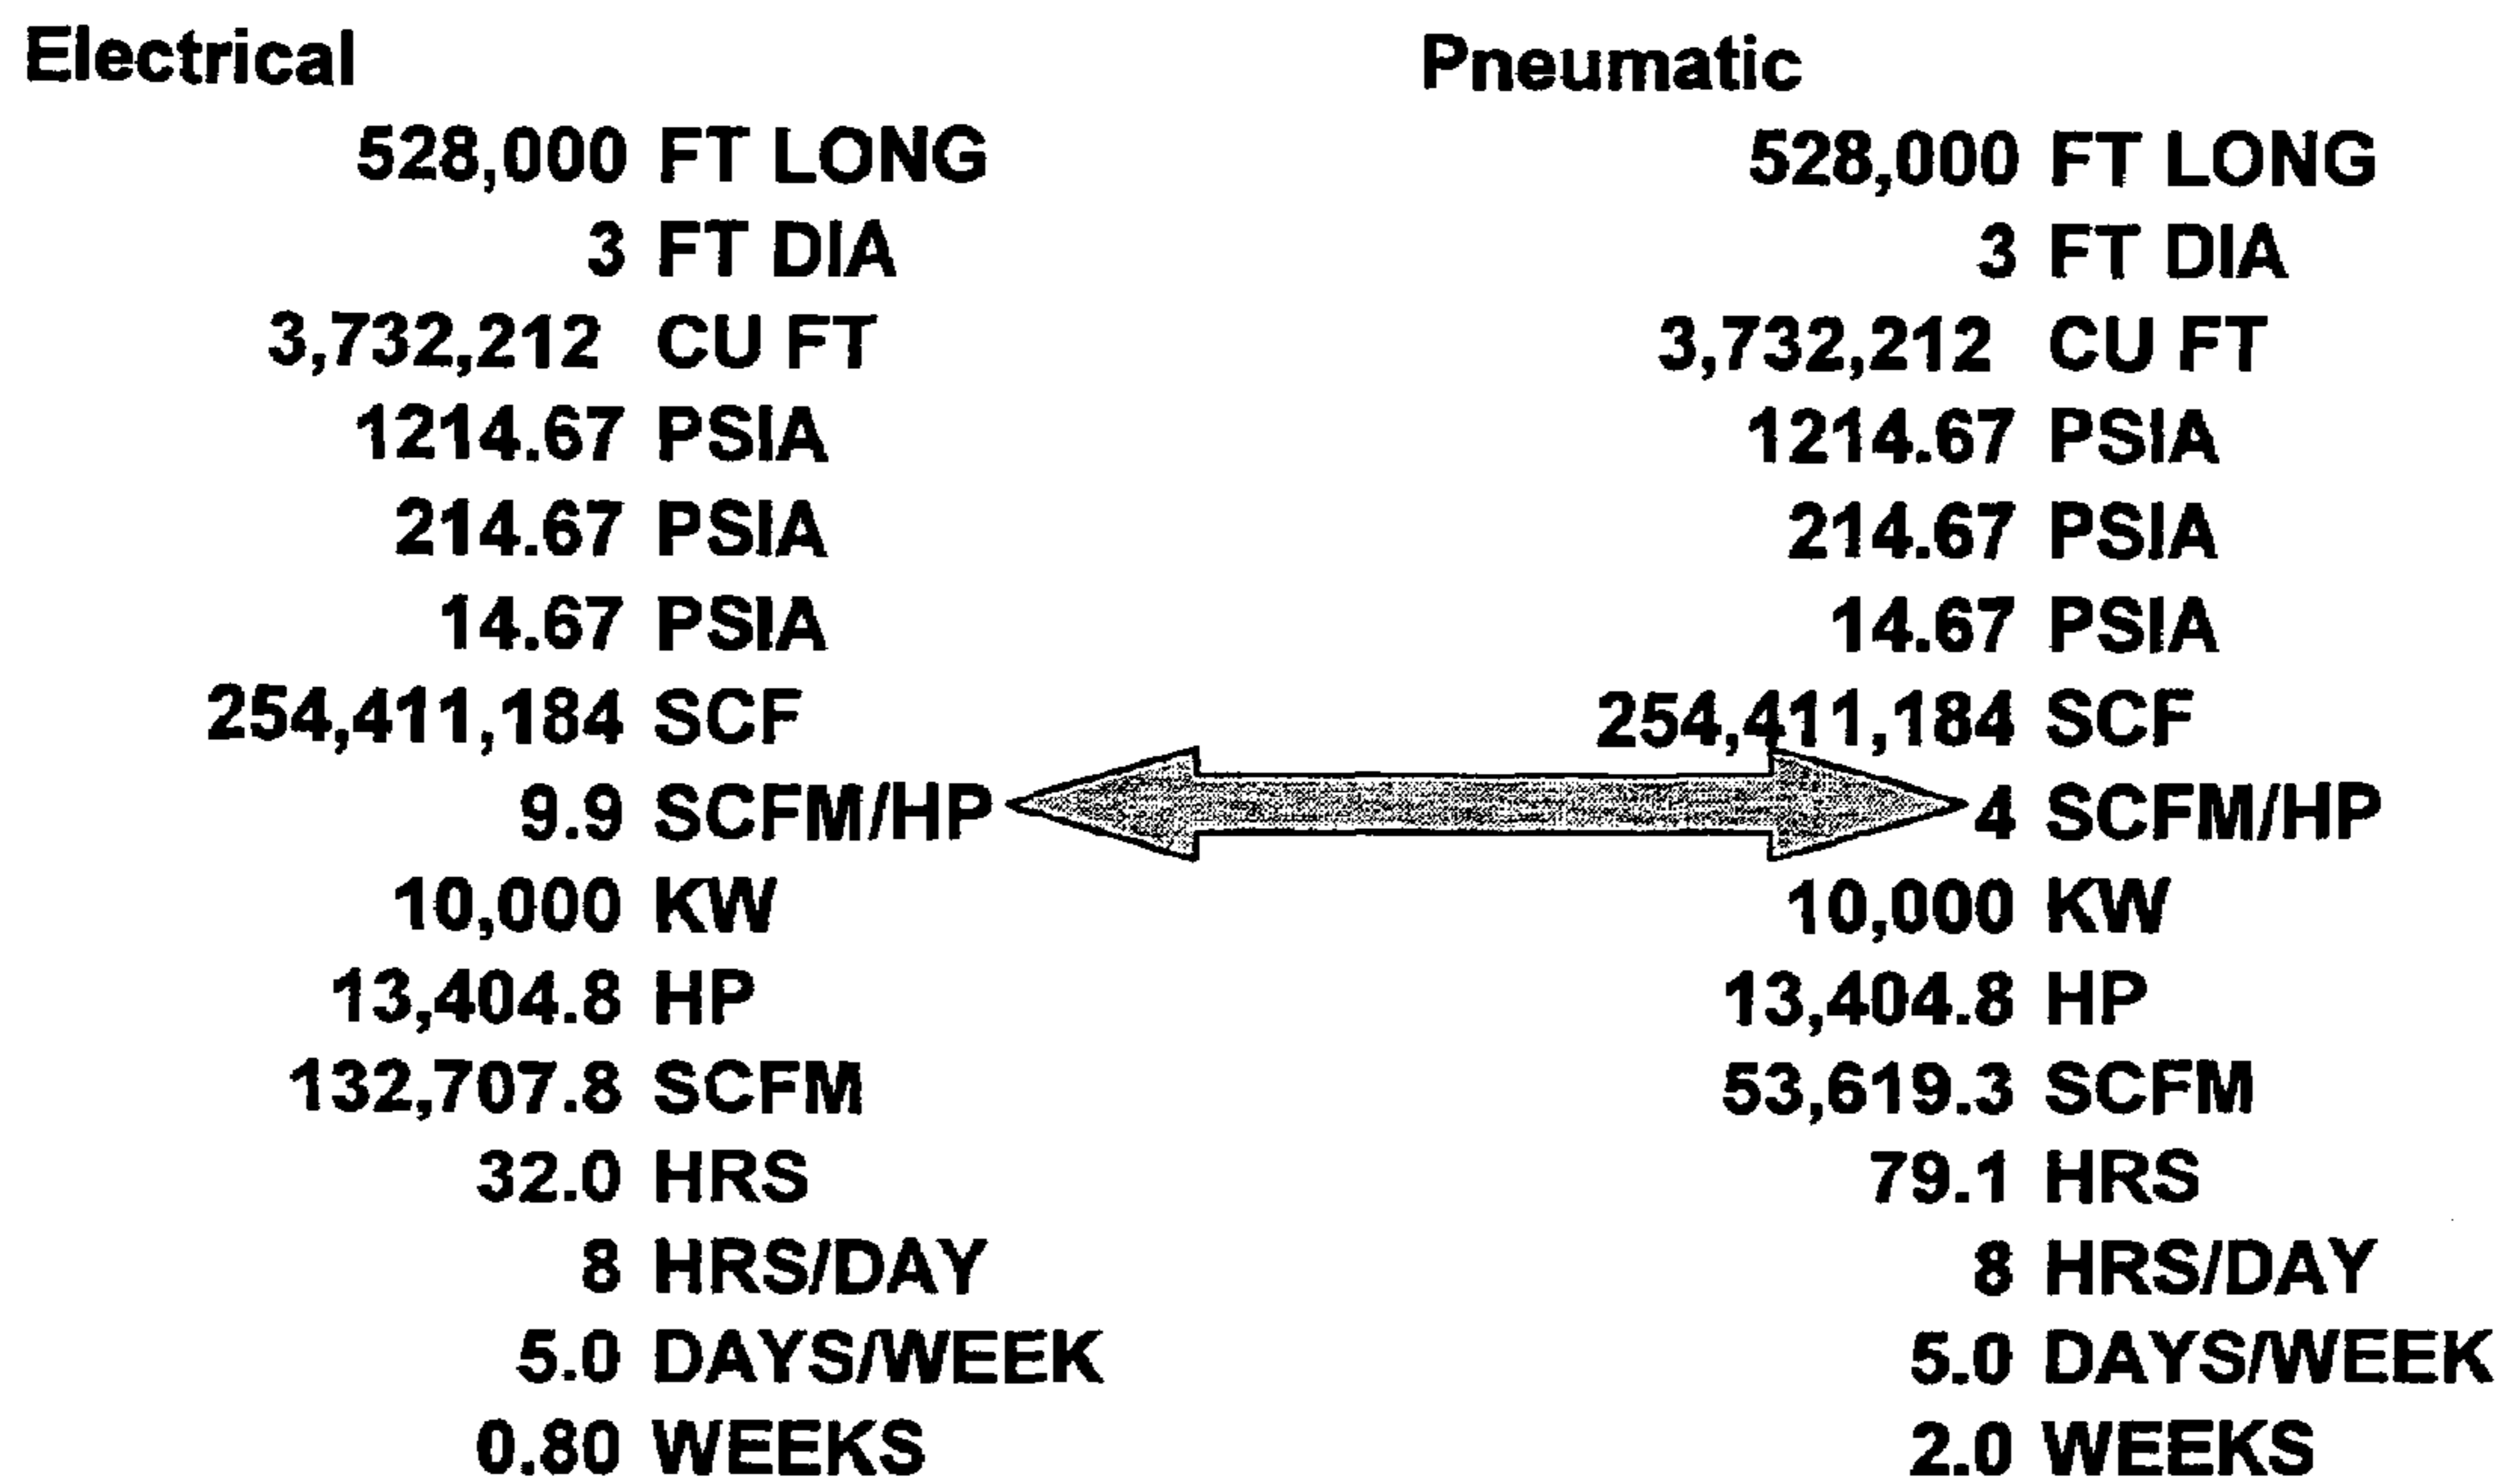 Electrical
528,000 FT LONG
3 FT DIA
3,732,212 CU FT
1214.67 PSIA
214.67 PSIA
14.67 PSIA
254,411,184 SCF
9.9 SCFM/HP
10,000 KW
13,404.8 HP
132,707.8 SCFM
32.0 HRS
8 HRS/DAY
5.0 DAYS/WEEK
0.80 WEEKS
Pneumatic
528,000 FT LONG
3 FT DIA
3,732,212 CU FT
1214.67 PSIA
214.67 PSIA
14.67 PSIA
254,411,184 SCF
4 SCFM/HP
10,000 KW
13,404.8 HP
53,619.3 SCFM
79.1 HRS
8 HRS/DAY
5.0 DAYS/WEEK
2.0 WEEKS